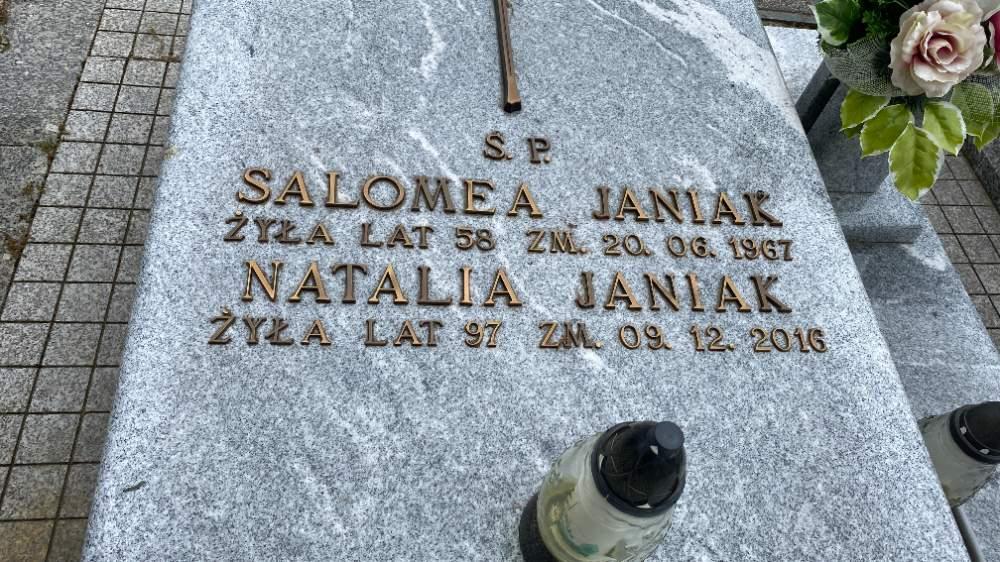 Ś. P.
SALOMEA JANIAK
ŻYŁA LAT 58 ZM. 20. 06. 1967
NATALIA JANIAK
ŻYŁA LAT 97 ZM. 09. 12. 2016